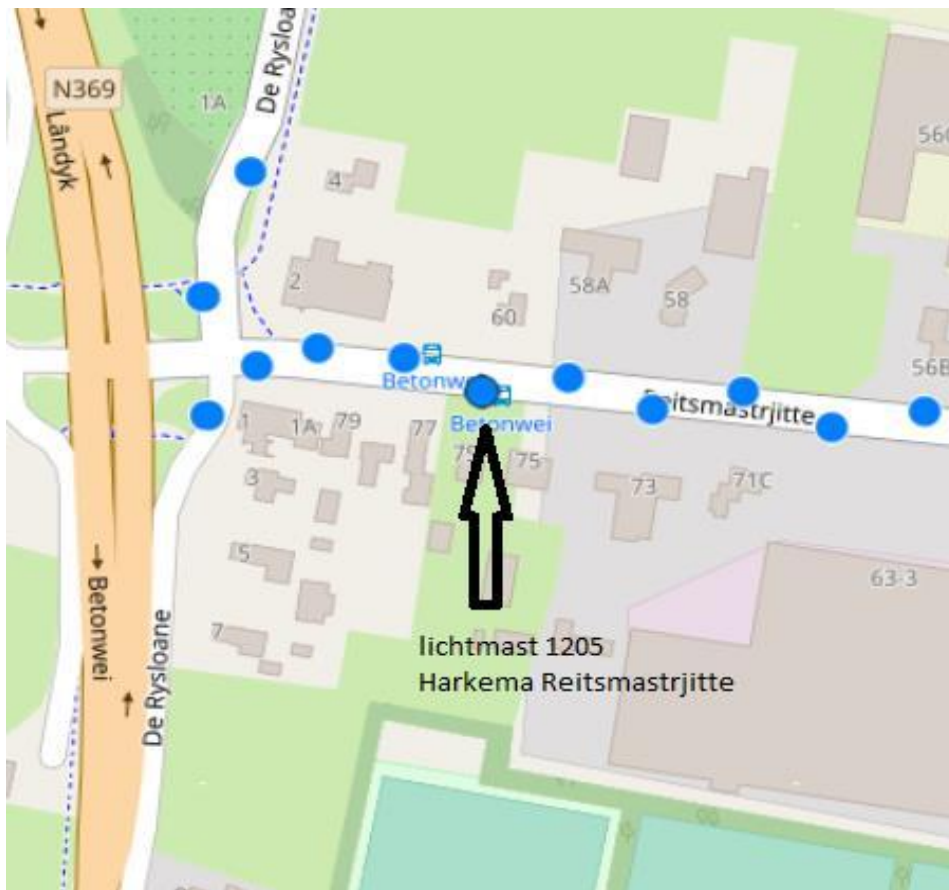 De Rysloane
N369
1A
Lândyk
56C
4
2
58A
58
60
56B
Betonwei
Reitsmastrjitte
Betonwei
1
1A
79
77
75
73
71C
3
5
63-3
7
Betonwei
De Rysloane
lichtmast 1205
Harkema Reitsmastrjitte